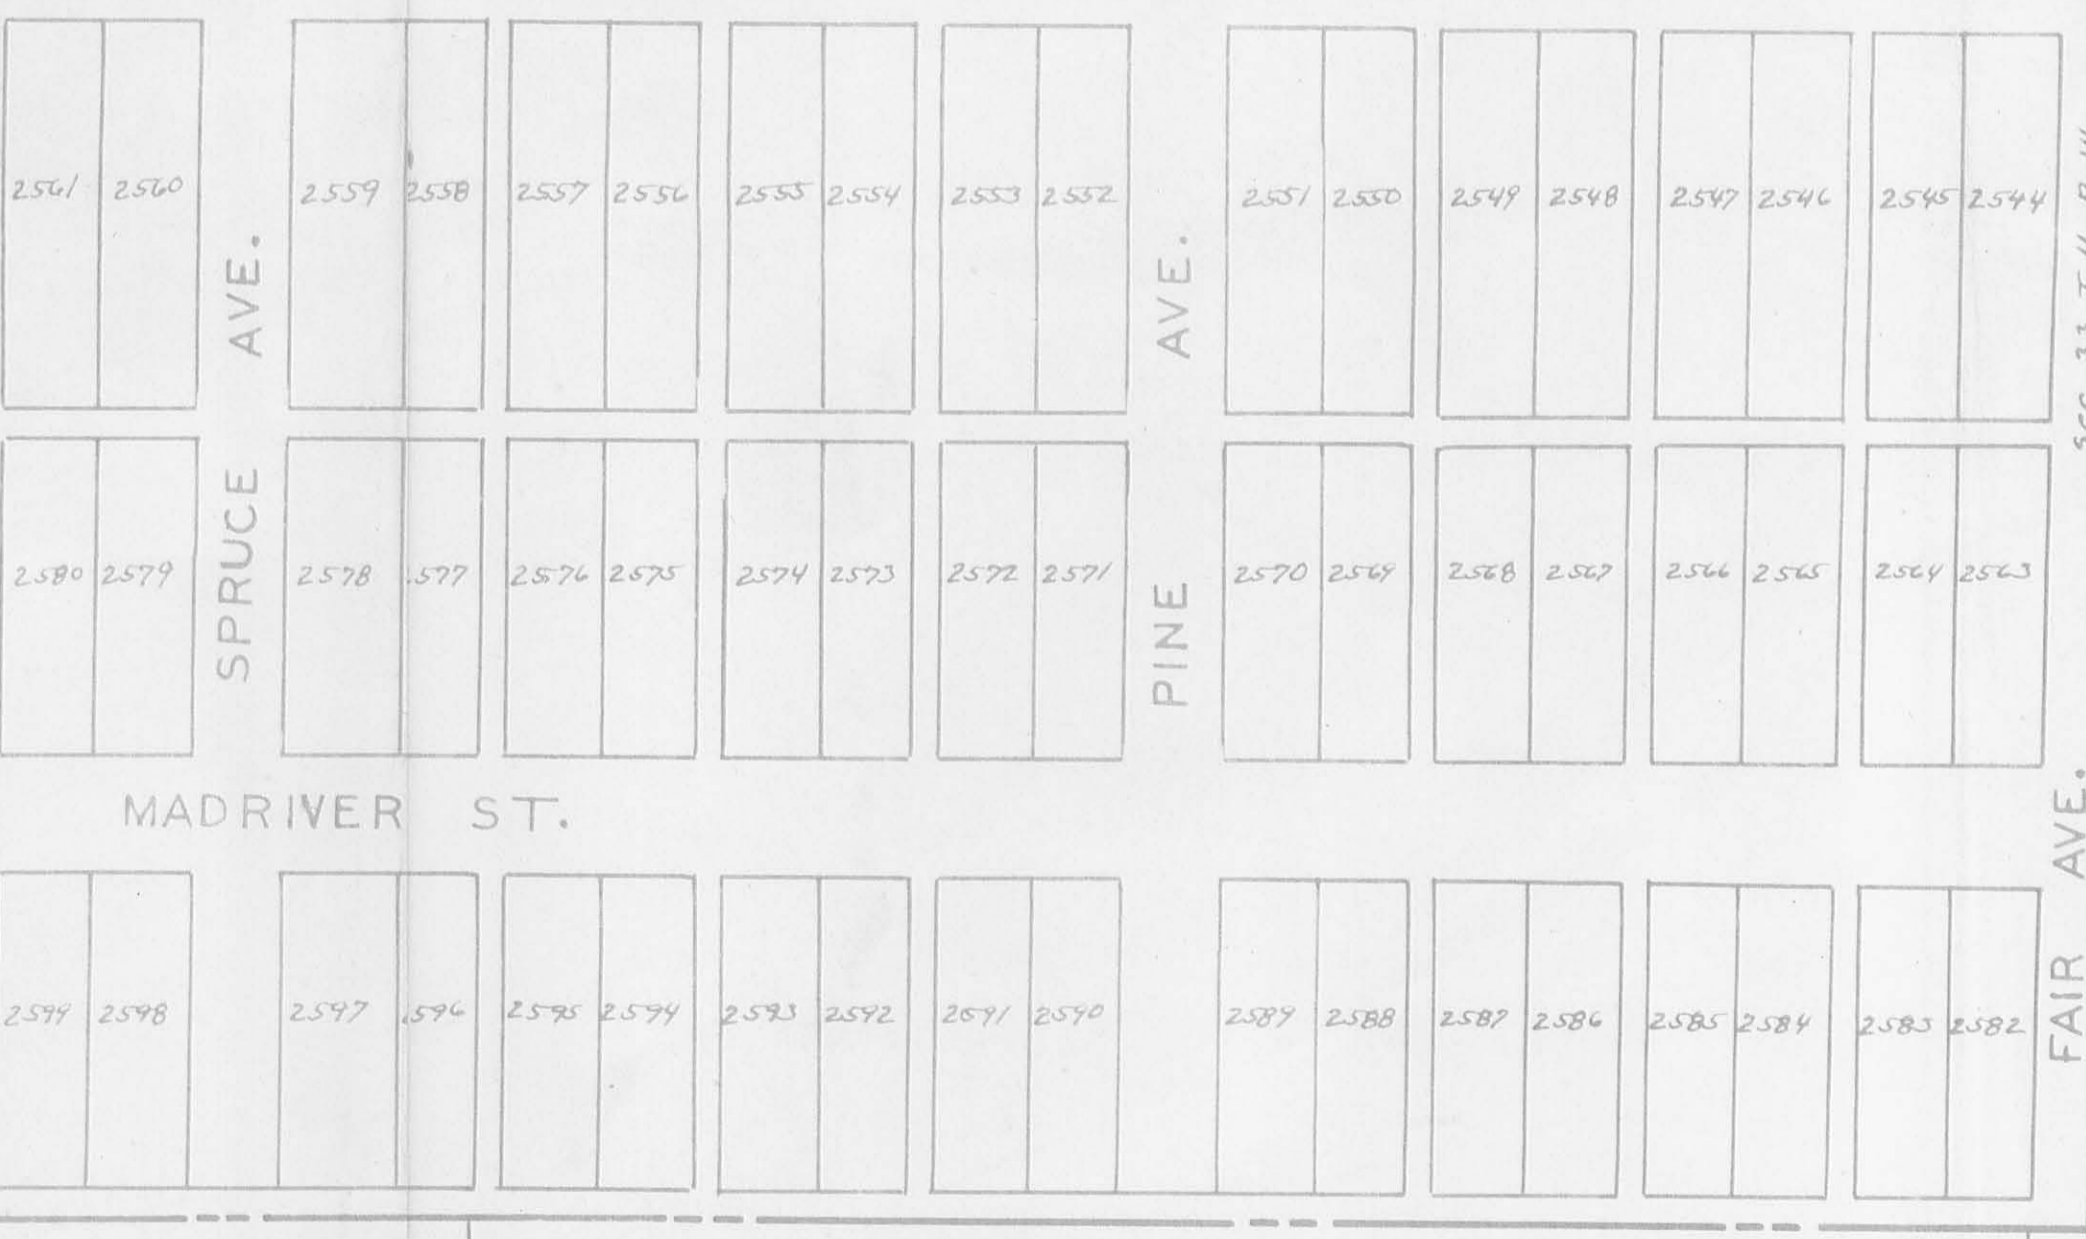 2561 2560 2559 2558 2557 2556 2555 2554 2553 2552 2551 2550 2549 2548 2547 2546 2545 2544
SPRUCE AVE.
PINE AVE.
2580 2579 2578 577 2576 2575 2574 2573 2572 2571 2570 2569 2568 2567 2566 2565 2564 2563
MADRIVER ST.
FAIR AVE.
2599 2598 2597 596 2595 2594 2593 2592 2591 2590 2589 2588 2587 2586 2585 2584 2583 2582